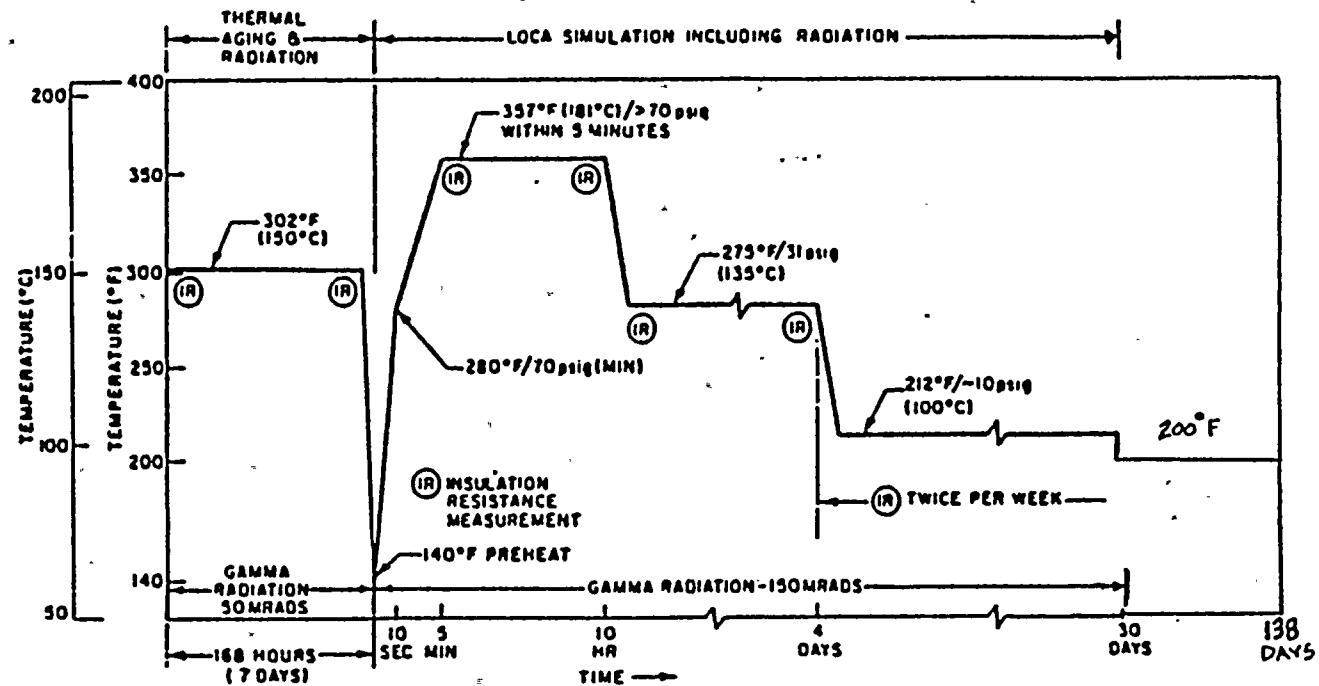 THERMAL
AGING &
RADIATION
LOCA SIMULATION INCLUDING RADIATION
200
400
357°F (181°C)/>70 psig
WITHIN 5 MINUTES
350
IR
IR
302°F
(150°C)
275°F/31 psig
(135°C)
150
300
IR
IR
IR
IR
TEMPERATURE (°C)
TEMPERATURE (°F)
280°F/70 psig (MIN)
250
212°F/~10 psig
(100°C)
200°F
100
200
IR INSULATION
RESISTANCE
MEASUREMENT
IR TWICE PER WEEK
140°F PREHEAT
140
GAMMA
RADIATION
50 MRADS
GAMMA RADIATION-150 MRADS
50
10
SEC
5
MIN
10
HR
4
DAYS
30
DAYS
138
DAYS
168 HOURS
(7 DAYS)
TIME